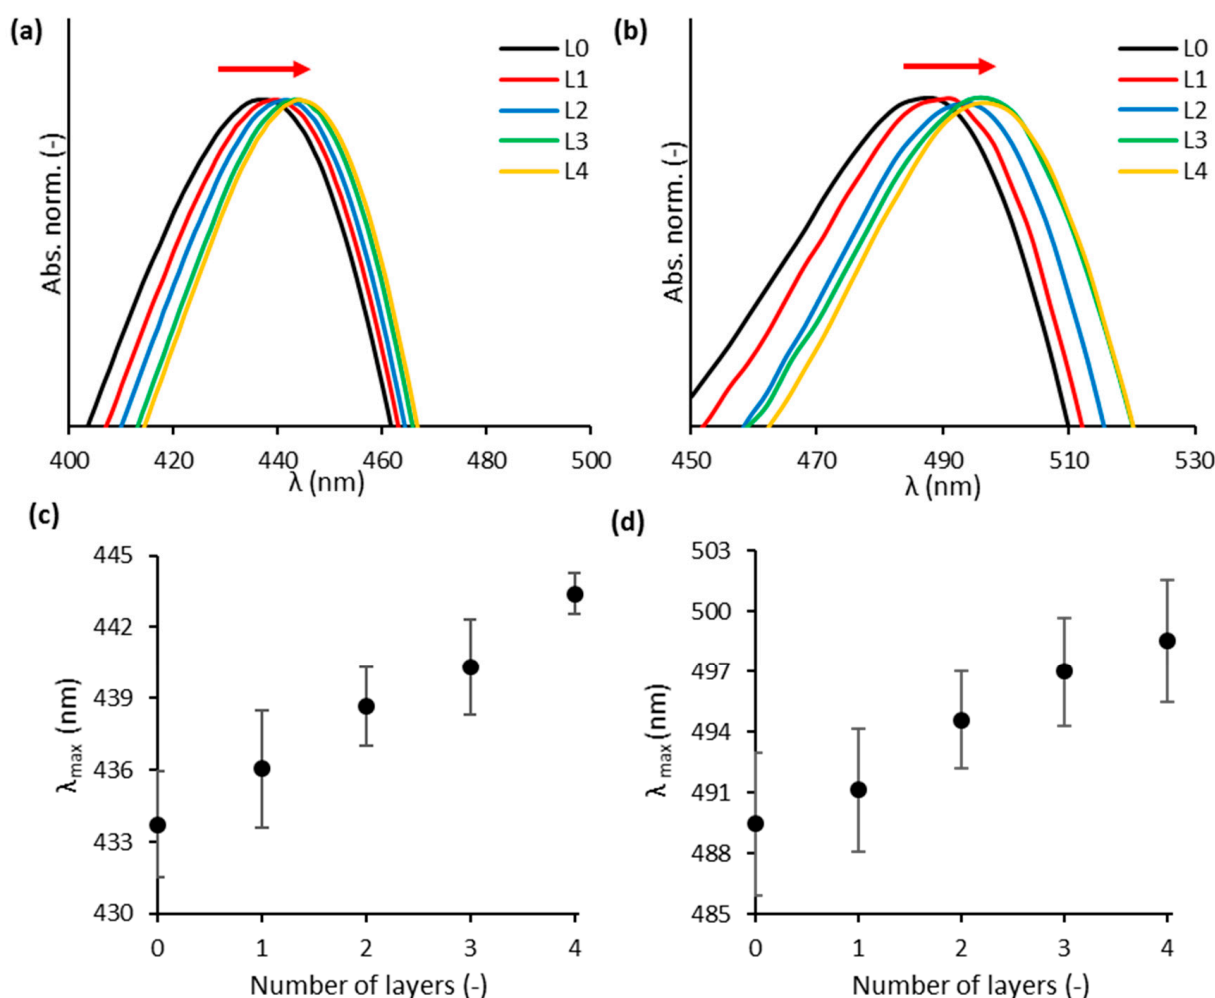 (a)
L0
L1
L2
L3
L4
Abs. norm. (-)
400 420 440 460 480 500
λ (nm)
(b)
L0
L1
L2
L3
L4
Abs. norm. (-)
450 470 490 510 530
λ (nm)
(c)
445
442
439
436
433
430
λmax (nm)
0 1 2 3 4
Number of layers (-)
(d)
503
500
497
494
491
488
485
λ max (nm)
0 1 2 3 4
Number of layers (-)